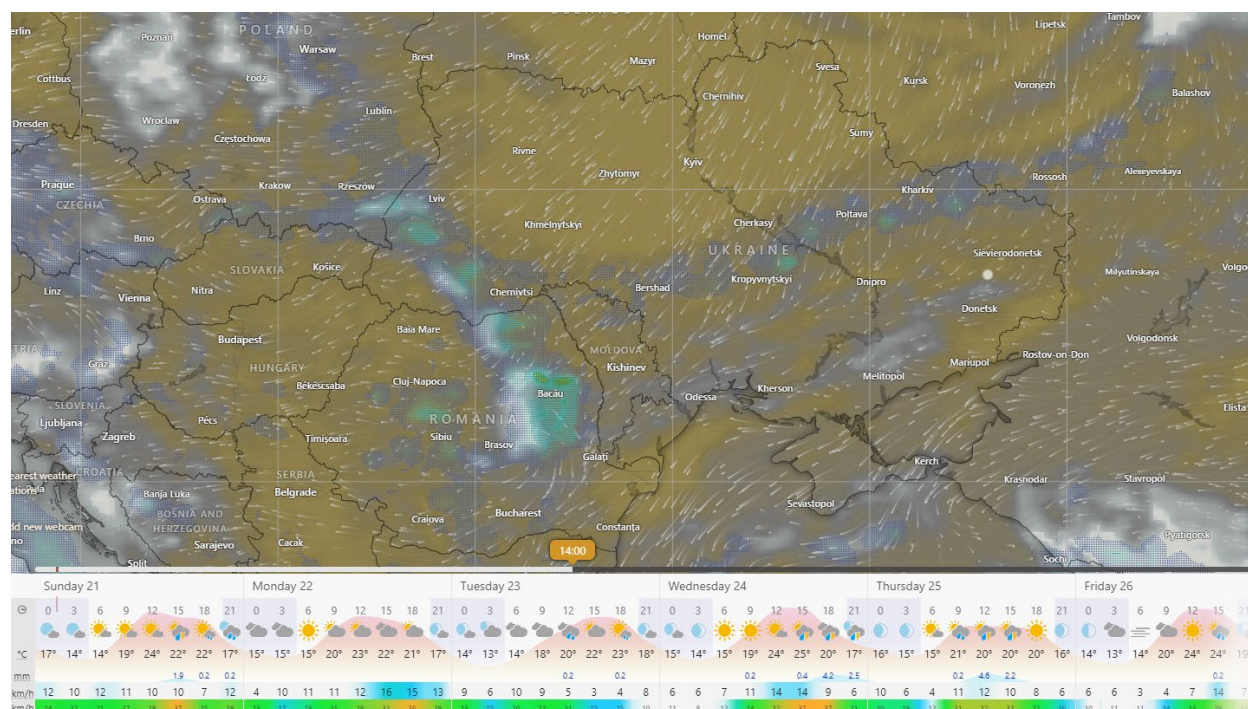 Tambov
Lipetsk
POLAND
Poznań
Warsaw
Homel
Brest
Pinsk
Mazyr
Svesa
Kursk
Voronezh
Balashov
Cottbus
Łódź
Chernihiv
Lublin
Dresden
Wroclaw
Częstochowa
Sumy
Rivne
Kyiv
Zhytomyr
Rossosh
Alexeyevskaya
Prague
Krakow
Rzeszów
Kharkiv
Ostrava
Lviv
CZECHIA
Khmelnytskyi
Cherkasy
Poltava
Brno
UKRAINE
Sievierodonetsk
SLOVAKIA
Košice
Milyutinskaya
Volgo
Linz
Vienna
Nitra
Chernivtsi
Bershad
Kropyvnytskyi
Dnipro
Donetsk
Baia Mare
Budapest
Volgodonsk
MOLDOVA
Rostov-on-Don
Graz
HUNGARY
Kishinev
Mariupol
Békéscsaba
Cluj-Napoca
Bacău
Melitopol
Kherson
Odessa
SLOVENIA
Ljubljana
Pécs
ROMANIA
Elista
Zagreb
Timișoara
Sibiu
Brasov
Galați
Kerch
CROATIA
earest weather
SERBIA
Krasnodar
Stavropol
Banja Luka
Belgrade
Sevastopol
BOSNIA AND
HERZEGOVINA
Craiova
Bucharest
Constanța
dd new webcam
Pyatigorsk
Sarajevo
Cacak
14:00
Sochi
Split
Sunday 21 Monday 22 Tuesday 23 Wednesday 24 Thursday 25 Friday 26
0 3 6 9 12 15 18 21 0 3 6 9 12 15 18 21 0 3 6 9 12 15 18 21 0 3 6 9 12 15 18 21 0 3 6 9 12 15 18 21 0 3 6 9 12 15
°C 17° 14° 14° 19° 24° 22° 22° 17° 16° 14° 15° 20° 23° 22° 21° 17° 14° 13° 14° 18° 20° 22° 23° 18° 15° 14° 15° 19° 24° 25° 20° 17° 16° 15° 15° 21° 20° 20° 20° 16° 14° 13° 14° 20° 24° 24°
mm 1.9 0.2 0.2 0.2 0.2 0.2 0.4 4.2 2.5 0.2 4.6 2.2 0.2
km/h 12 10 12 11 10 10 7 12 4 10 11 11 12 16 15 13 9 6 9 10 9 5 3 4 8 6 6 7 11 14 14 9 6 10 6 4 11 12 10 6 6 6 3 4 7 14